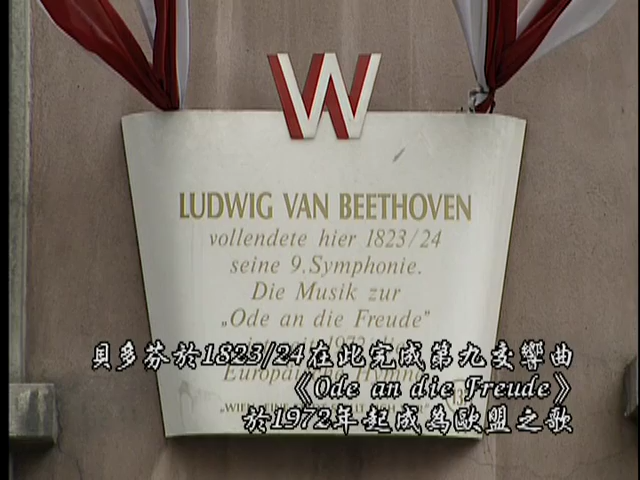 W
LUDWIG VAN BEETHOVEN
vollendete hier 1823/24
seine 9.Symphonie.
Die Musik zur
„Ode an die Freude"
貝多芬於1823/24在此完成第九交響曲
《Ode an die Freude》
於1972年起成為歐盟之歌